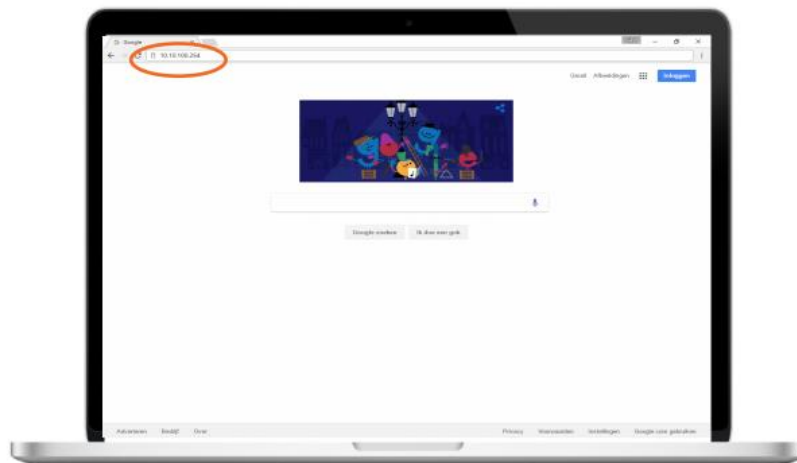 Google
10.10.100.254
Gmail Afbeeldingen
Inloggen
Google zoeken Ik doe een gok
Adverteren Bedrijf Over
Privacy Voorwaarden Instellingen Google.com gebruiken